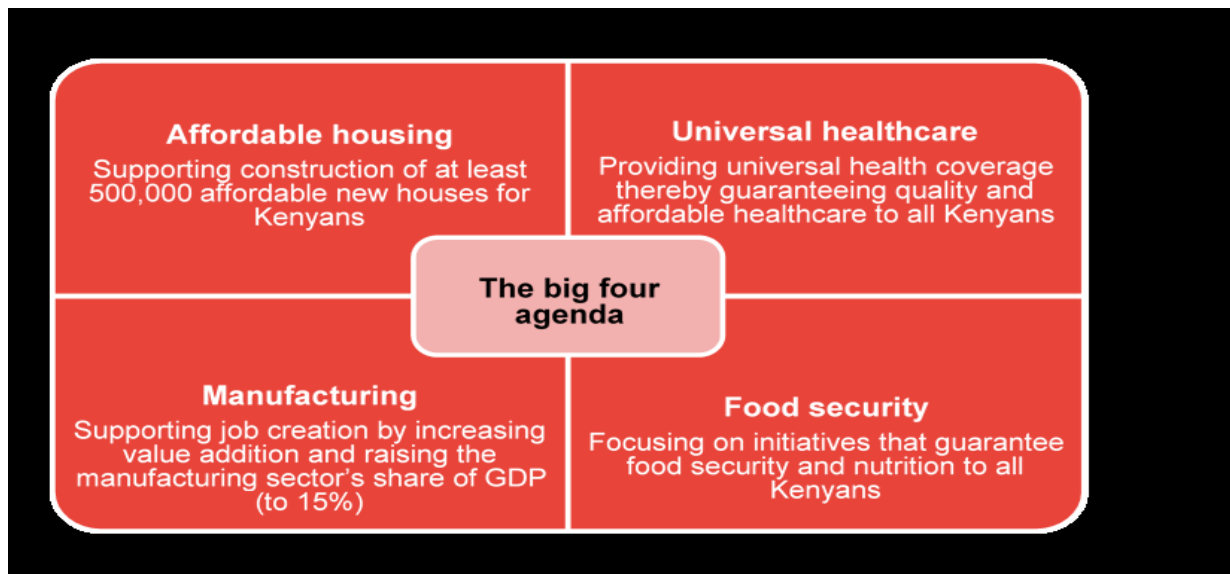 Affordable housing
Supporting construction of at least
500,000 affordable new houses for
Kenyans
Universal healthcare
Providing universal health coverage
thereby guaranteeing quality and
affordable healthcare to all Kenyans
The big four
agenda
Manufacturing
Supporting job creation by increasing
value addition and raising the
manufacturing sector's share of GDP
(to 15%)
Food security
Focusing on initiatives that guarantee
food security and nutrition to all
Kenyans